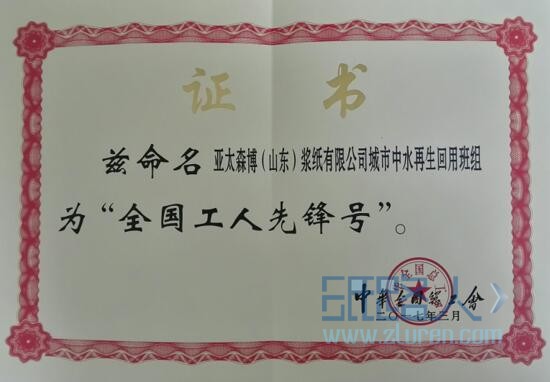 证 书
兹命名 亚太森博(山东)浆纸有限公司城市中水再生回用班组
为“全国工人先锋号”。
中华全国总工会
二〇一七年三月
www.zluren.com